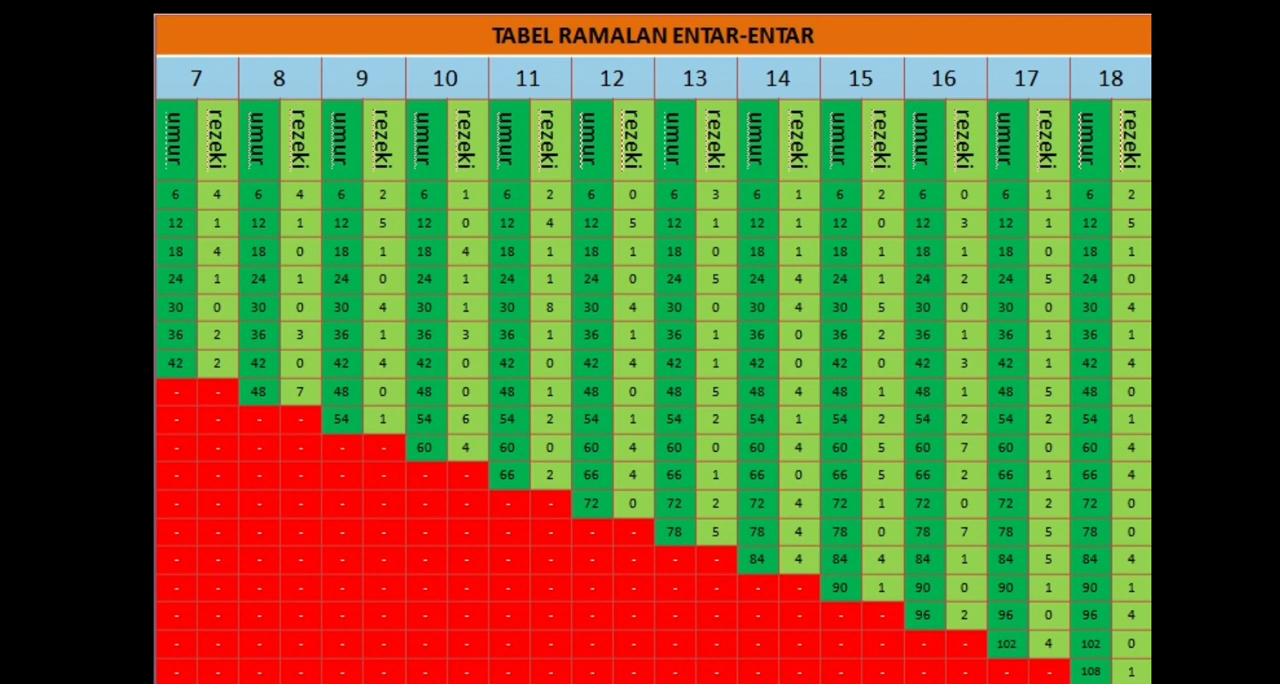 TABEL RAMALAN ENTAR-ENTAR
7 8 9 10 11 12 13 14 15 16 17 18
umur rezeki umur rezeki umur rezeki umur rezeki umur rezeki umur rezeki umur rezeki umur rezeki umur rezeki umur rezeki umur rezeki umur rezeki
6 4 6 4 6 2 6 1 6 2 6 0 6 3 6 1 6 2 6 0 6 1 6 2
12 1 12 1 12 5 12 0 12 4 12 5 12 1 12 1 12 0 12 3 12 1 12 5
18 4 18 0 18 1 18 4 18 1 18 1 18 0 18 1 18 1 18 1 18 0 18 1
24 1 24 1 24 0 24 1 24 1 24 0 24 5 24 4 24 1 24 2 24 5 24 0
30 0 30 0 30 4 30 1 30 8 30 4 30 0 30 4 30 5 30 0 30 0 30 4
36 2 36 3 36 1 36 3 36 1 36 1 36 1 36 0 36 2 36 1 36 1 36 1
42 2 42 0 42 4 42 0 42 0 42 4 42 1 42 0 42 0 42 3 42 1 42 4
- - 48 7 48 0 48 0 48 1 48 0 48 5 48 4 48 1 48 1 48 5 48 0
- - - - 54 1 54 6 54 2 54 1 54 2 54 1 54 2 54 2 54 2 54 1
- - - - - - 60 4 60 0 60 4 60 0 60 4 60 5 60 7 60 0 60 4
- - - - - - - - 66 2 66 4 66 1 66 0 66 5 66 2 66 1 66 4
- - - - - - - - - - 72 0 72 2 72 4 72 1 72 0 72 2 72 0
- - - - - - - - - - - - 78 5 78 4 78 0 78 7 78 5 78 0
- - - - - - - - - - - - - - 84 4 84 4 84 1 84 5 84 4
- - - - - - - - - - - - - - - - 90 1 90 0 90 1 90 1
- - - - - - - - - - - - - - - - - - 96 2 96 0 96 4
- - - - - - - - - - - - - - - - - - - - 102 4 102 0
- - - - - - - - - - - - - - - - - - - - - - 108 1